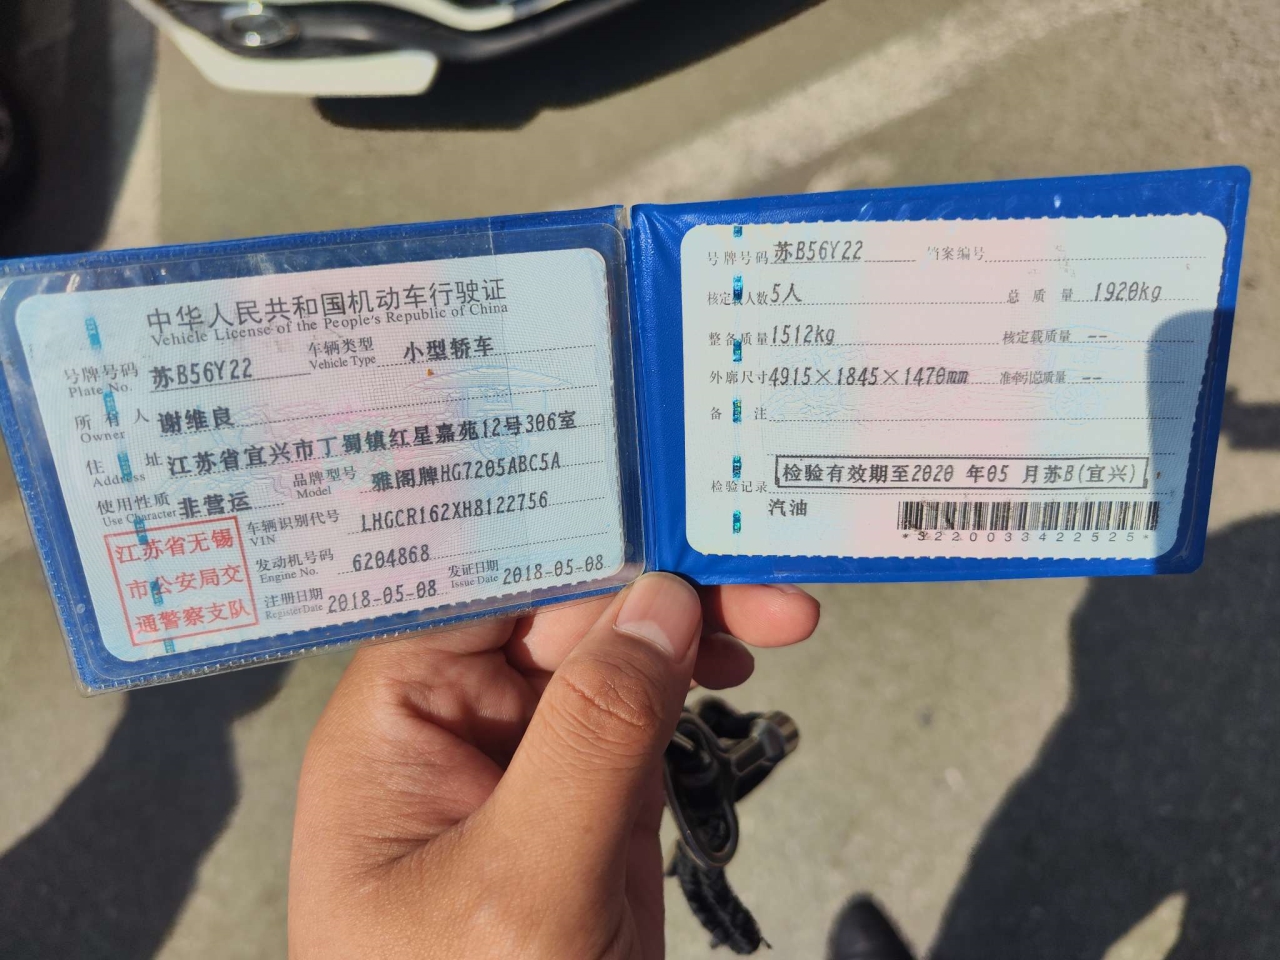 中华人民共和国机动车行驶证
Vehicle License of the People's Republic of China
号牌号码 苏B56Y22 车辆类型 小型轿车
Plate No. Vehicle Type
所有人 谢维良
Owner
住址 江苏省宜兴市丁蜀镇红星嘉苑12号306室
Address
使用性质 非营运 品牌型号 雅阁牌HG7205ABC5A
Use Character Model
车辆识别代号 LHGCR162XH8122756
VIN
发动机号码 6204868
Engine No.
注册日期 2018-05-08 发证日期 2018-05-08
Register Date Issue Date
江苏省无锡
市公安局交
通警察支队
号牌号码 苏B56Y22 档案编号
核定载人数 5人 总质量 1920kg
整备质量 1512kg 核定载质量 --
外廓尺寸 4915×1845×1470mm 准牵引总质量 --
备注
检验记录 检验有效期至2020 年05 月苏B(宜兴)
汽油
*3220033422525*